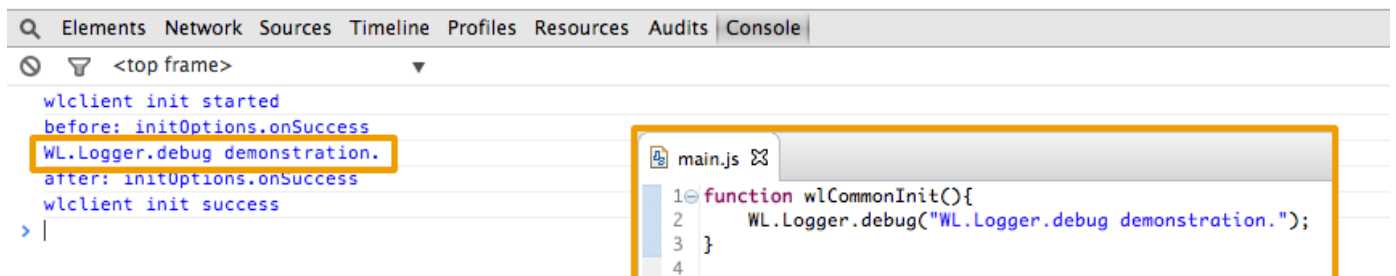 Elements Network Sources Timeline Profiles Resources Audits Console
<top frame> ▼
wlclient init started
before: initOptions.onSuccess
WL.Logger.debug demonstration.
after: initOptions.onSuccess
wlclient init success
>
main.js
1 function wlCommonInit(){
2 WL.Logger.debug("WL.Logger.debug demonstration.");
3 }
4